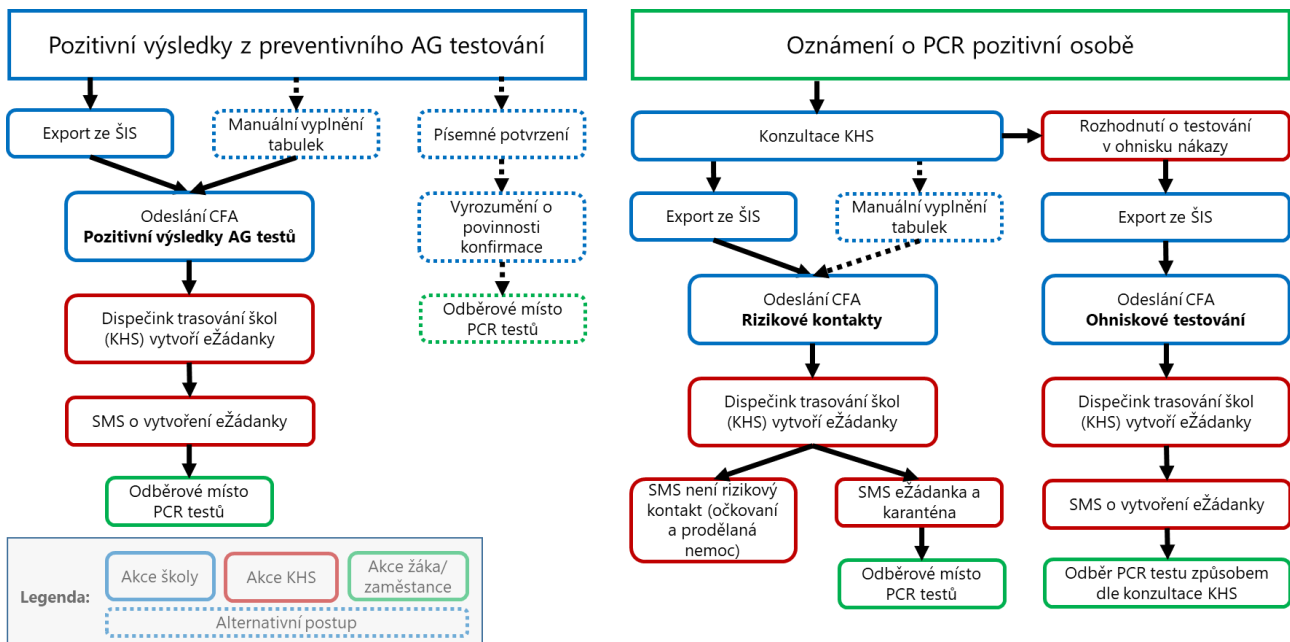 Pozitivní výsledky z preventivního AG testování
Export ze ŠIS
Manuální vyplnění
tabulek
Písemné potvrzení
Odeslání CFA
Pozitivní výsledky AG testů
Vyrozumění o
povinnosti
konfirmace
Dispečink trasování škol
(KHS) vytvoří eŽádanky
Odběrové místo
PCR testů
SMS o vytvoření eŽádanky
Odběrové místo
PCR testů
Legenda:
Akce školy
Akce KHS
Akce žáka/
zaměstance
Alternativní postup
Oznámení o PCR pozitivní osobě
Konzultace KHS
Rozhodnutí o testování
v ohnisku nákazy
Export ze ŠIS
Manuální vyplnění
tabulek
Export ze ŠIS
Odeslání CFA
Rizikové kontakty
Odeslání CFA
Ohniskové testování
Dispečink trasování škol
(KHS) vytvoří eŽádanky
Dispečink trasování škol
(KHS) vytvoří eŽádanky
SMS není rizikový
kontakt (očkovaní
a prodělaná
nemoc)
SMS eŽádanka a
karanténa
SMS o vytvoření eŽádanky
Odběrové místo
PCR testů
Odběr PCR testu způsobem
dle konzultace KHS